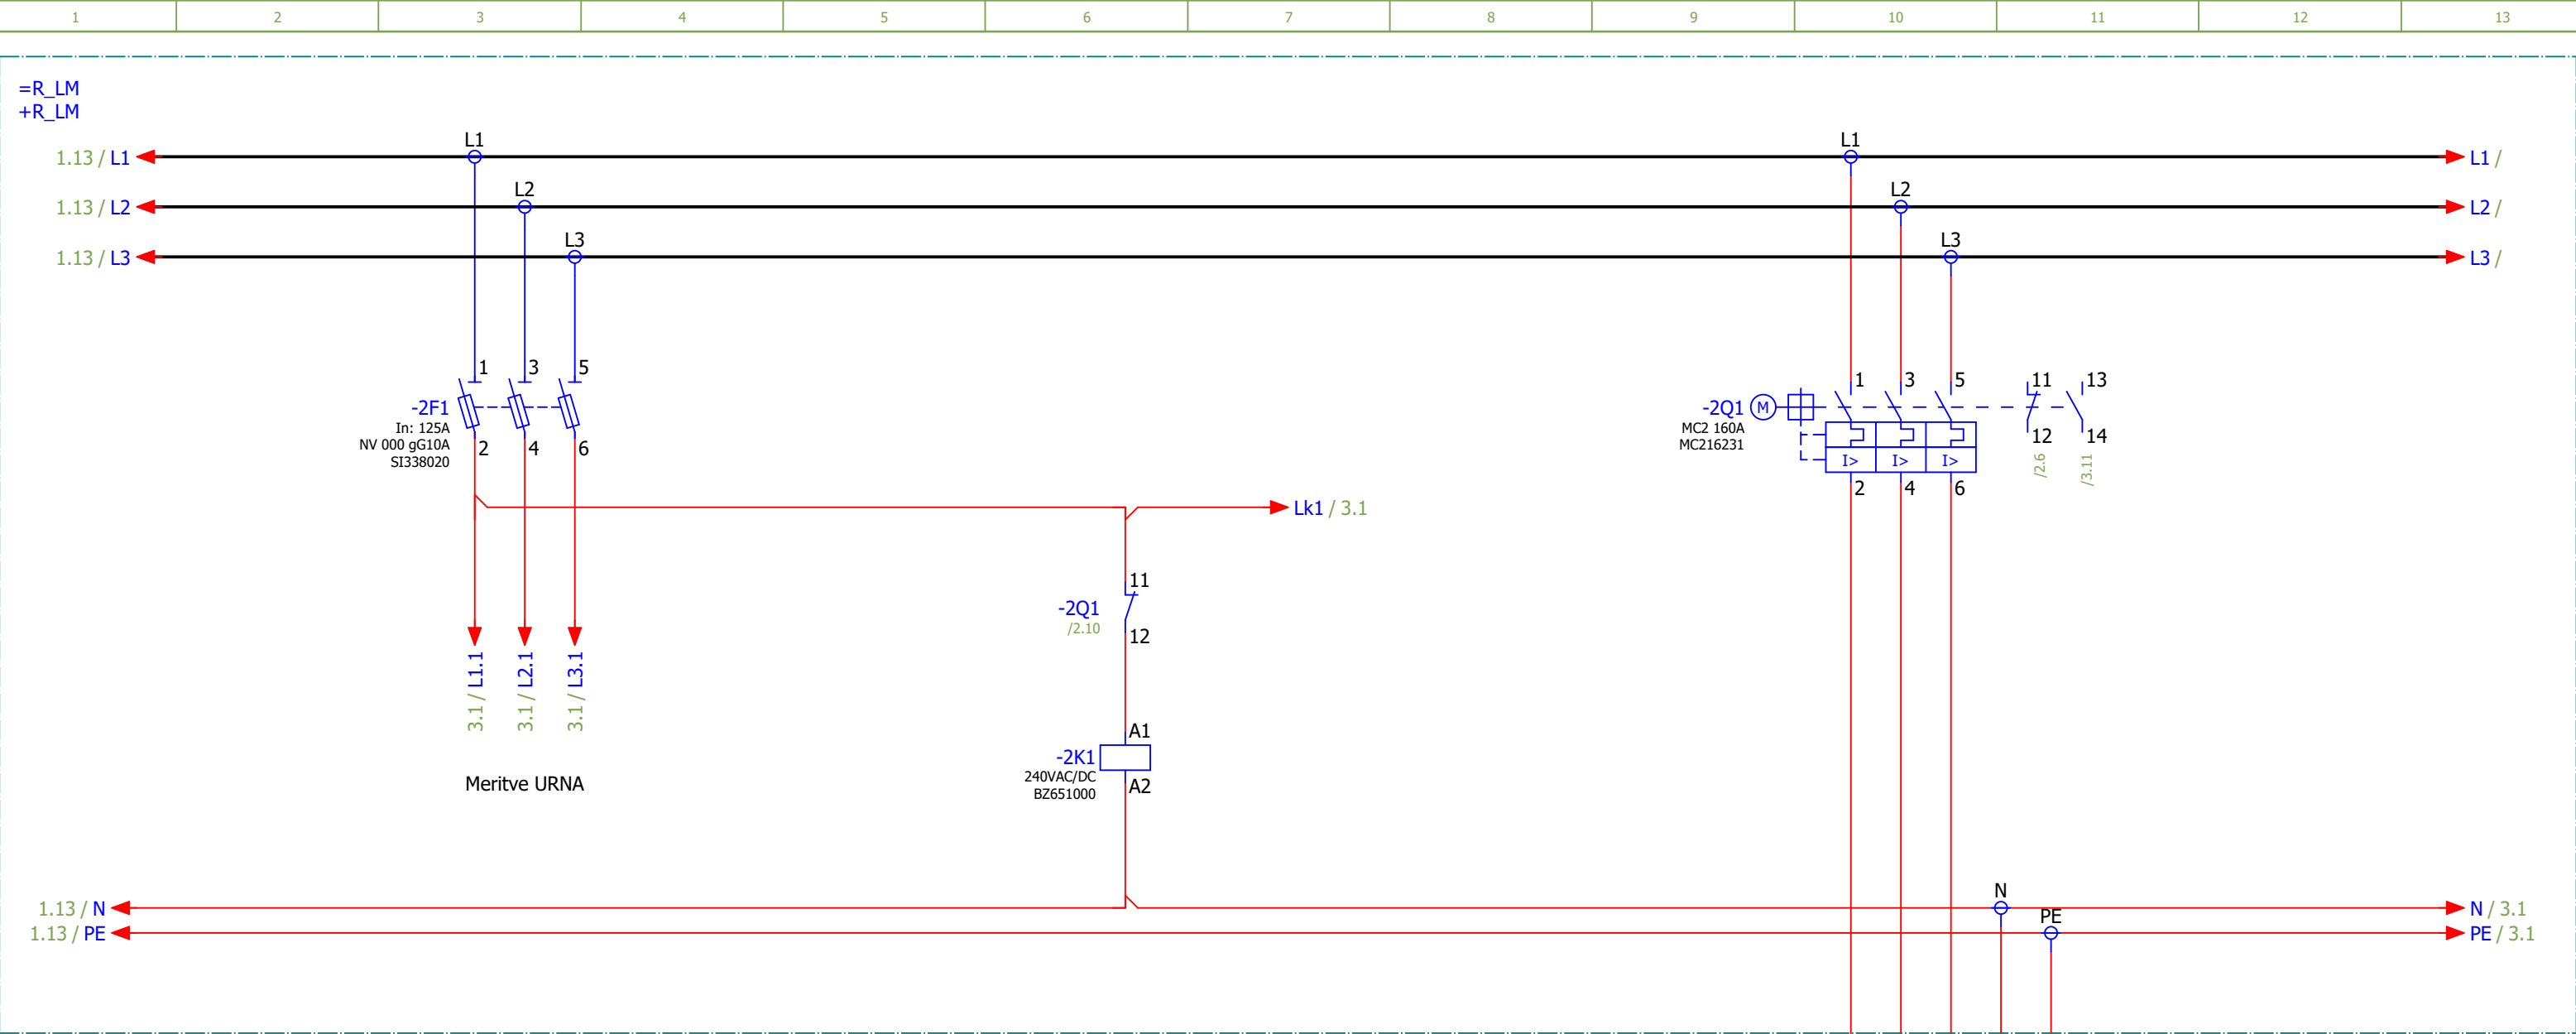 1 2 3 4 5 6 7 8 9 10 11 12 13
=R_LM
+R_LM
L1 L1
1.13 / L1 L1 /
L2 L2
1.13 / L2 L2 /
L3 L3
1.13 / L3 L3 /
1 3 5 1 3 5 11 13
-2F1 -2Q1 M
In: 125A MC2 160A
NV 000 gG10A MC216231
SI338020
2 4 6 12 14
I> I> I>
/2.6 /3.11
2 4 6
Lk1 / 3.1
11
-2Q1
/2.10
12
3.1 / L1.1
3.1 / L2.1
3.1 / L3.1
A1
-2K1
240VAC/DC
BZ651000
A2
Meritve URNA
N
1.13 / N N / 3.1
PE
1.13 / PE PE / 3.1